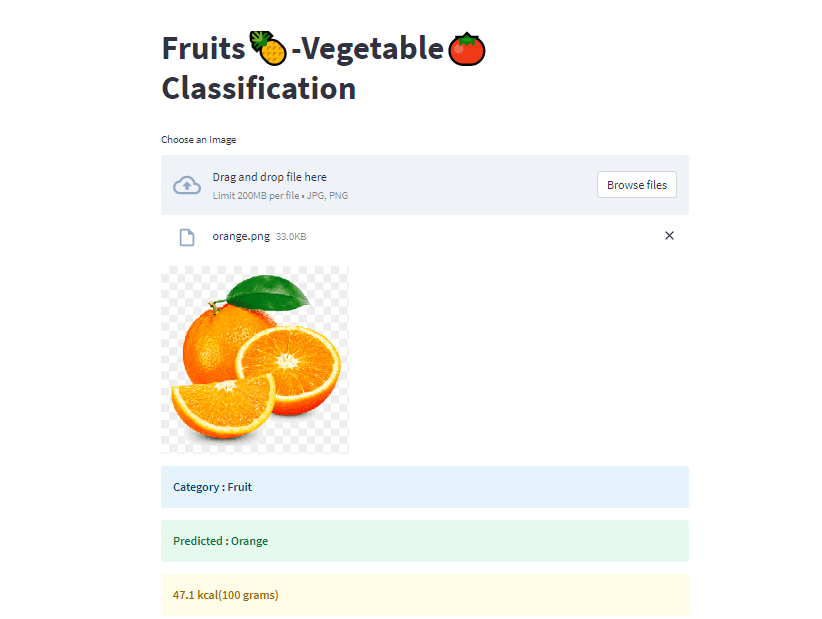 Fruits🍍-Vegetable🍅
Classification
Choose an Image
Drag and drop file here
Limit 200MB per file • JPG, PNG
Browse files
orange.png 33.0KB
Category : Fruit
Predicted : Orange
47.1 kcal(100 grams)